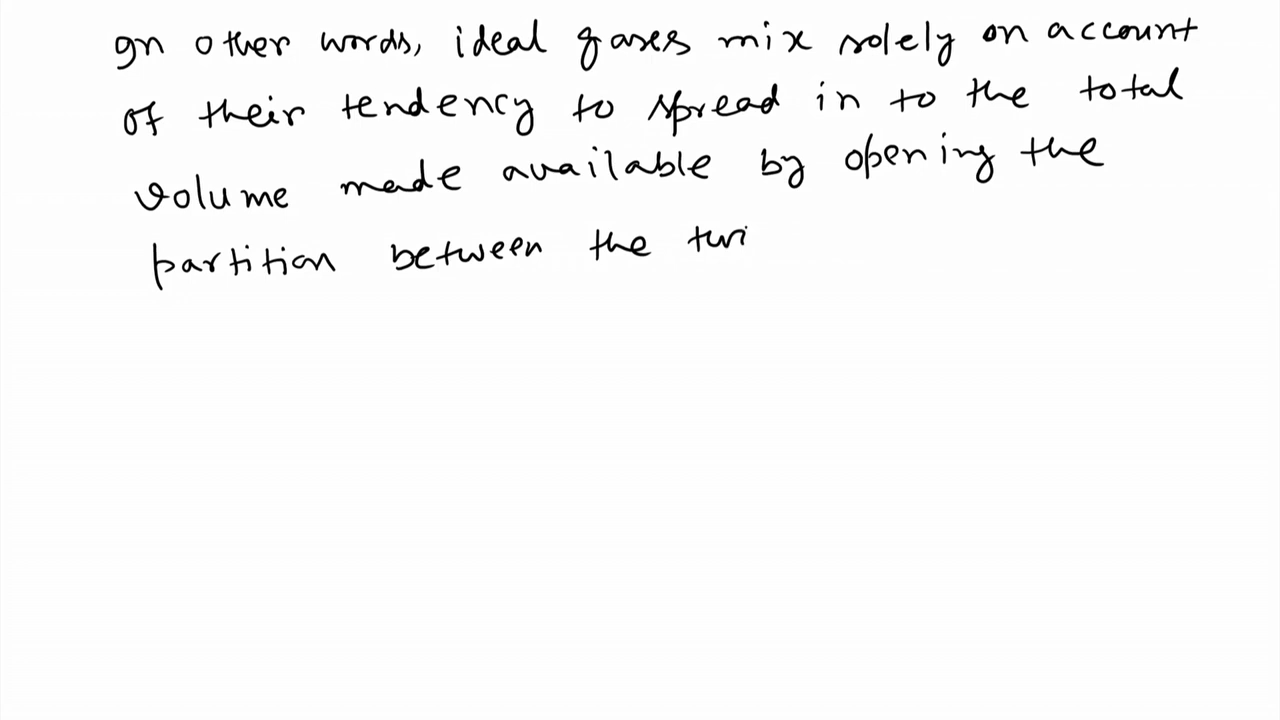 In other words, ideal gases mix solely on account
of their tendency to spread in to the total
volume made available by opening the
partition between the twi